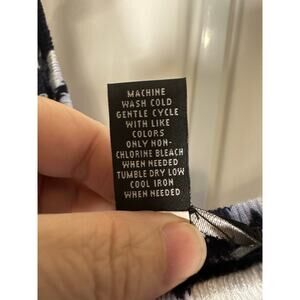 MACHINE
WASH COLD
GENTLE CYCLE
WITH LIKE
COLORS
ONLY NON-
CHLORINE BLEACH
WHEN NEEDED
TUMBLE DRY LOW
COOL IRON
WHEN NEEDED